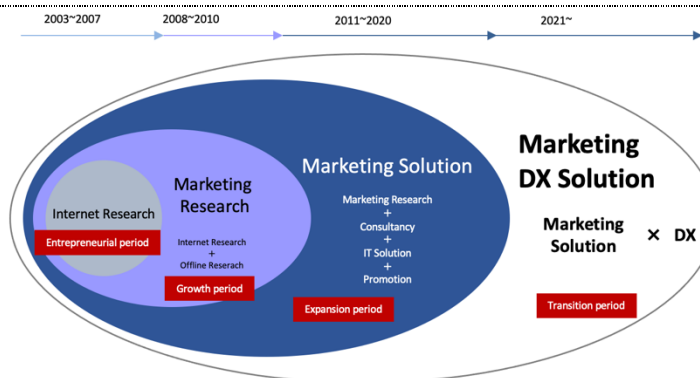 2003~2007
2008~2010
2011~2020
2021~
Internet Research
Entrepreneurial period
Marketing
Research
Internet Research
+
Offline Reserach
Growth period
Marketing Solution
Marketing Research
+
Consultancy
+
IT Solution
+
Promotion
Expansion period
Marketing
DX Solution
Marketing
Solution
× DX
Transition period